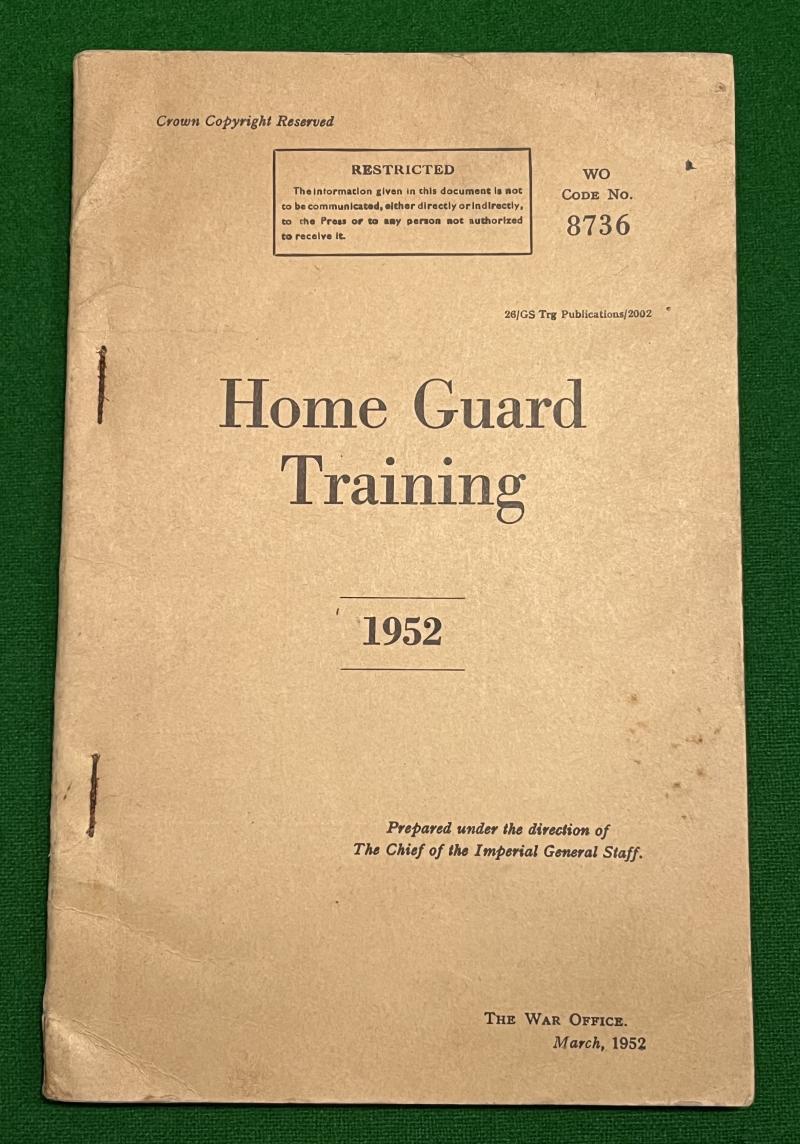 Crown Copyright Reserved
RESTRICTED
The information given in this document is not
to be communicated, either directly or indirectly,
to the Press or to any person not authorized
to receive it.
WO
CODE NO.
8736
26/GS Trg Publications/2002
Home Guard
Training
1952
Prepared under the direction of
The Chief of the Imperial General Staff.
THE WAR OFFICE.
March, 1952